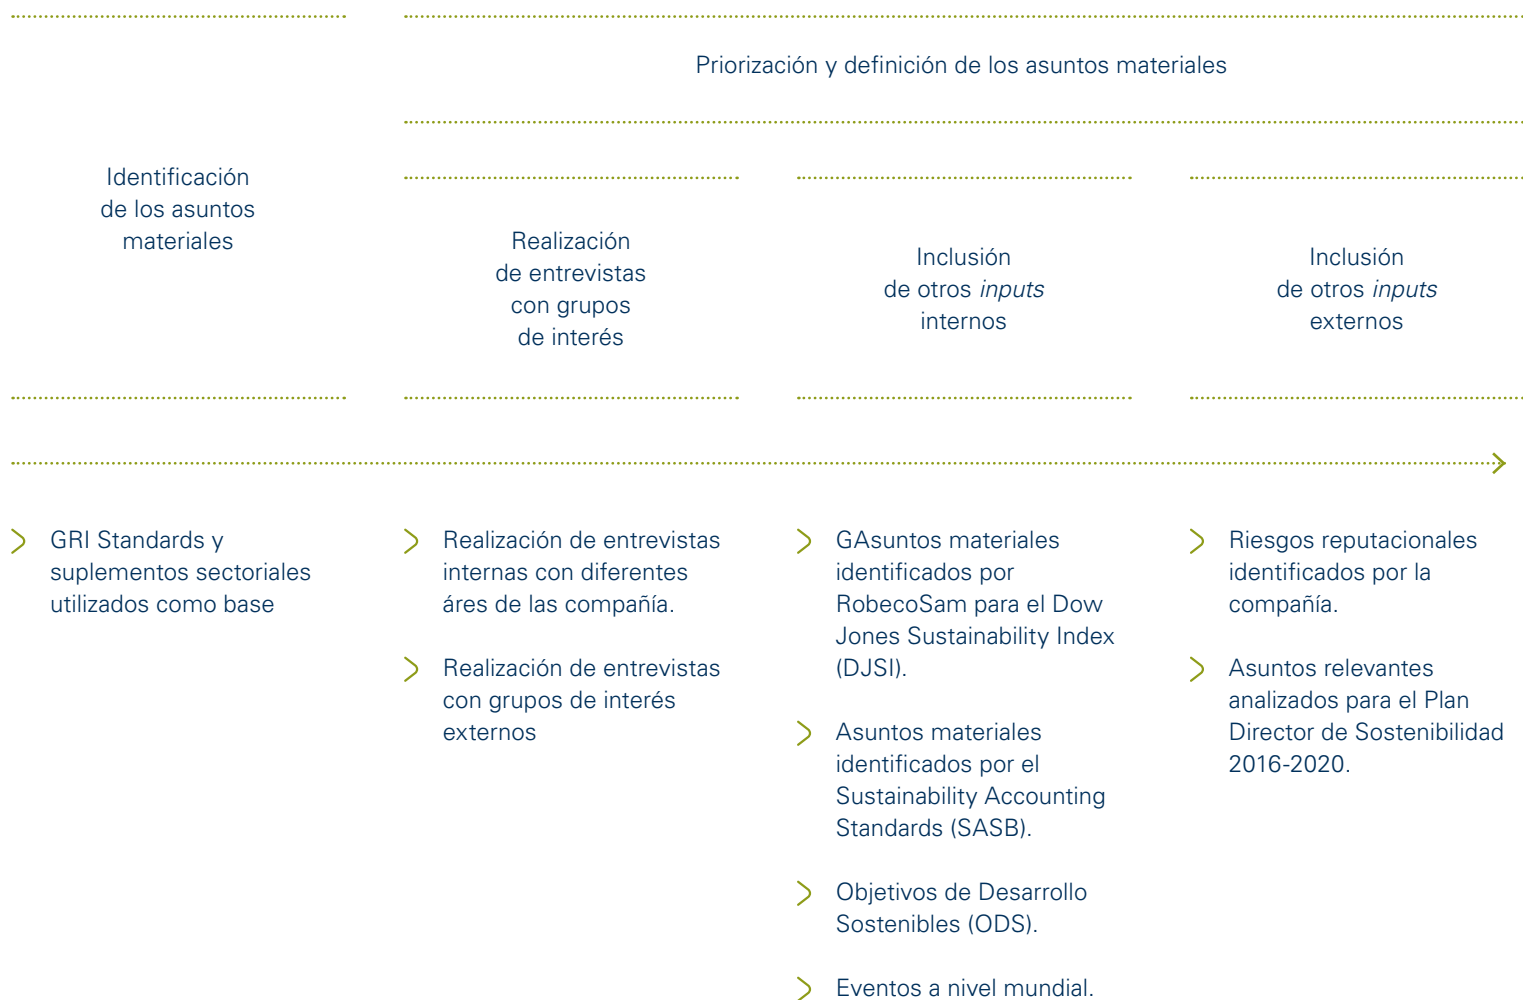 Priorización y definición de los asuntos materiales
Identificación
de los asuntos
materiales
Realización
de entrevistas
con grupos
de interés
Inclusión
de otros inputs
internos
Inclusión
de otros inputs
externos
GRI Standards y
suplementos sectoriales
utilizados como base
Realización de entrevistas
internas con diferentes
áres de las compañía.
Realización de entrevistas
con grupos de interés
externos
GAsuntos materiales
identificados por
RobecoSam para el Dow
Jones Sustainability Index
(DJSI).
Asuntos materiales
identificados por el
Sustainability Accounting
Standards (SASB).
Objetivos de Desarrollo
Sostenibles (ODS).
Eventos a nivel mundial.
Riesgos reputacionales
identificados por la
compañía.
Asuntos relevantes
analizados para el Plan
Director de Sostenibilidad
2016-2020.